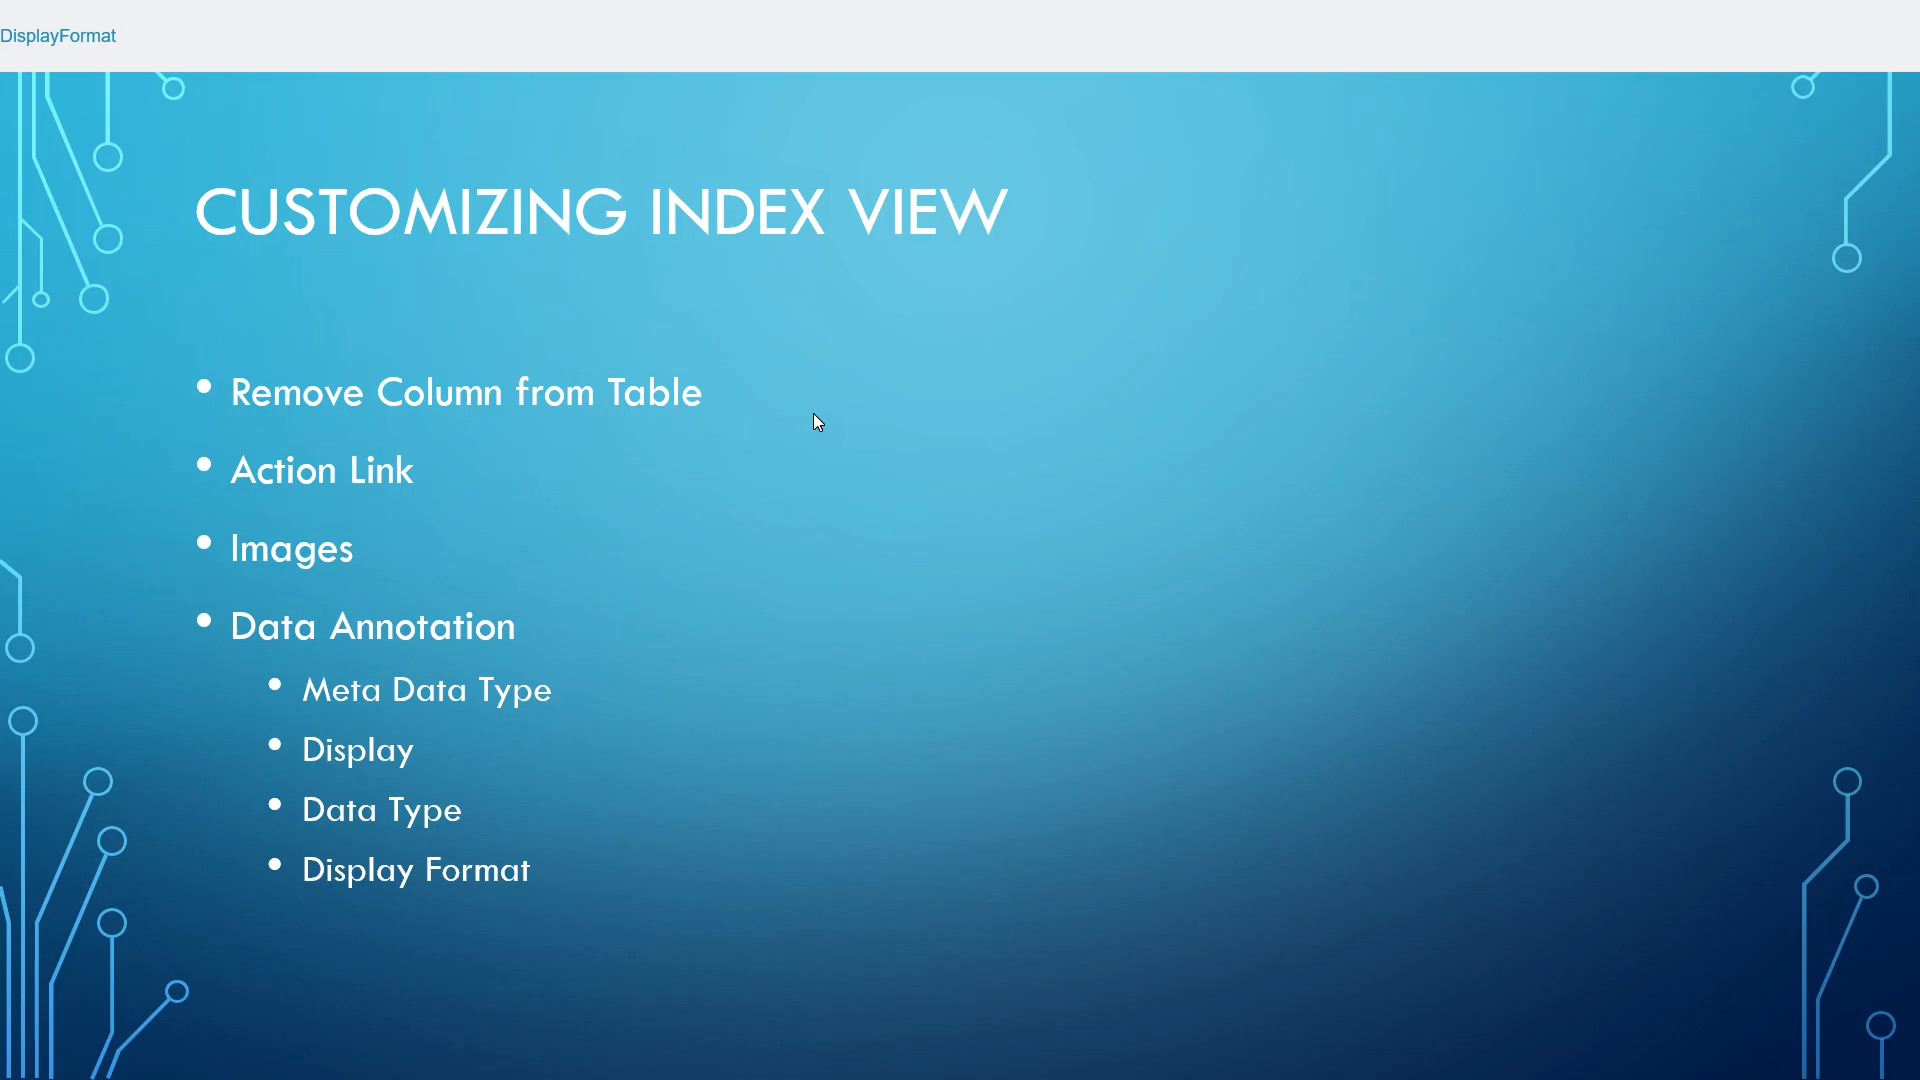 DisplayFormat
CUSTOMIZING INDEX VIEW
• Remove Column from Table
• Action Link
• Images
• Data Annotation
• Meta Data Type
• Display
• Data Type
• Display Format